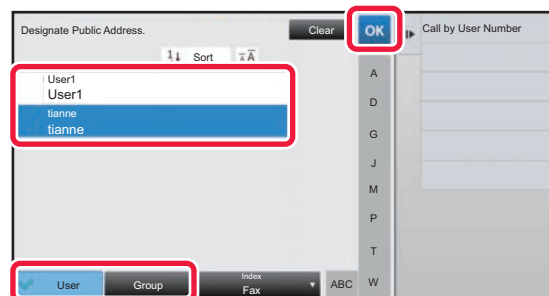 Designate Public Address.
Clear
OK
Call by User Number
Sort
User1
User1
tianne
tianne
A
D
G
J
M
P
T
W
User
Group
Index
Fax
ABC